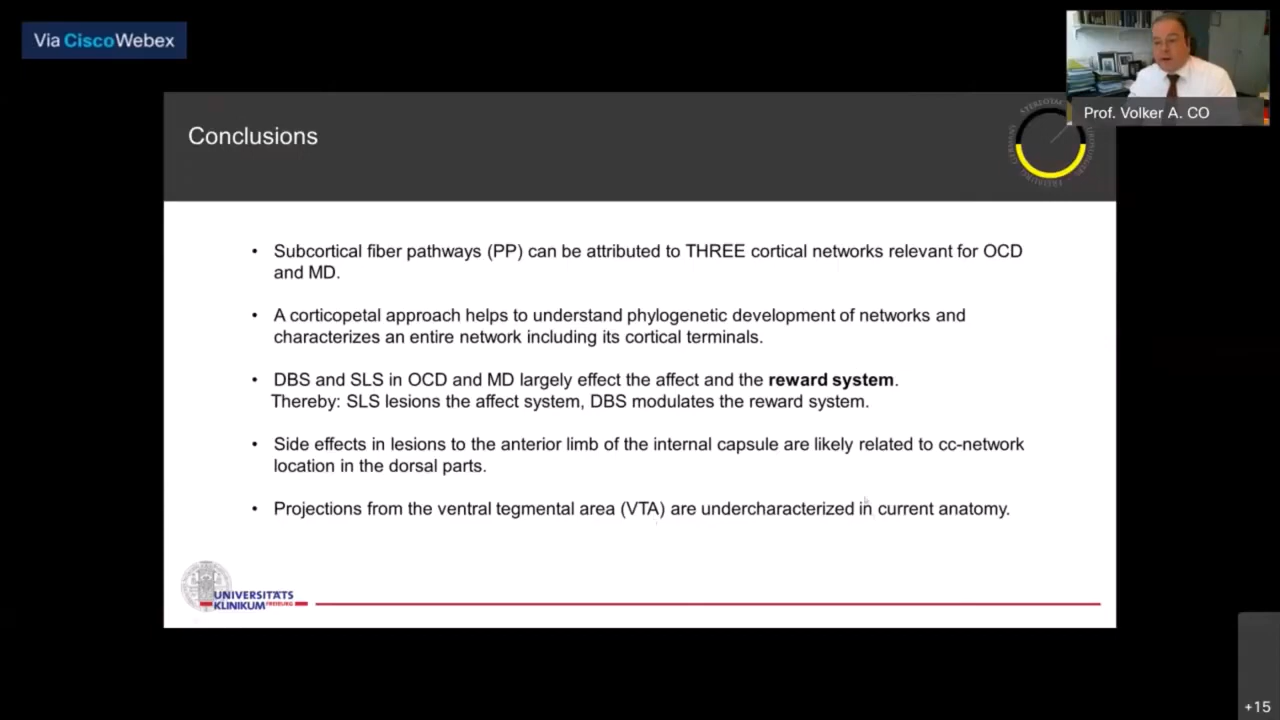 Via Cisco Webex
Prof. Volker A. CO
Conclusions
• Subcortical fiber pathways (PP) can be attributed to THREE cortical networks relevant for OCD
and MD.
• A corticopetal approach helps to understand phylogenetic development of networks and
characterizes an entire network including its cortical terminals.
• DBS and SLS in OCD and MD largely effect the affect and the reward system.
Thereby: SLS lesions the affect system, DBS modulates the reward system.
• Side effects in lesions to the anterior limb of the internal capsule are likely related to cc-network
location in the dorsal parts.
• Projections from the ventral tegmental area (VTA) are undercharacterized in current anatomy.
UNIVERSITÄTS
KLINIKUM FREIBURG
+15